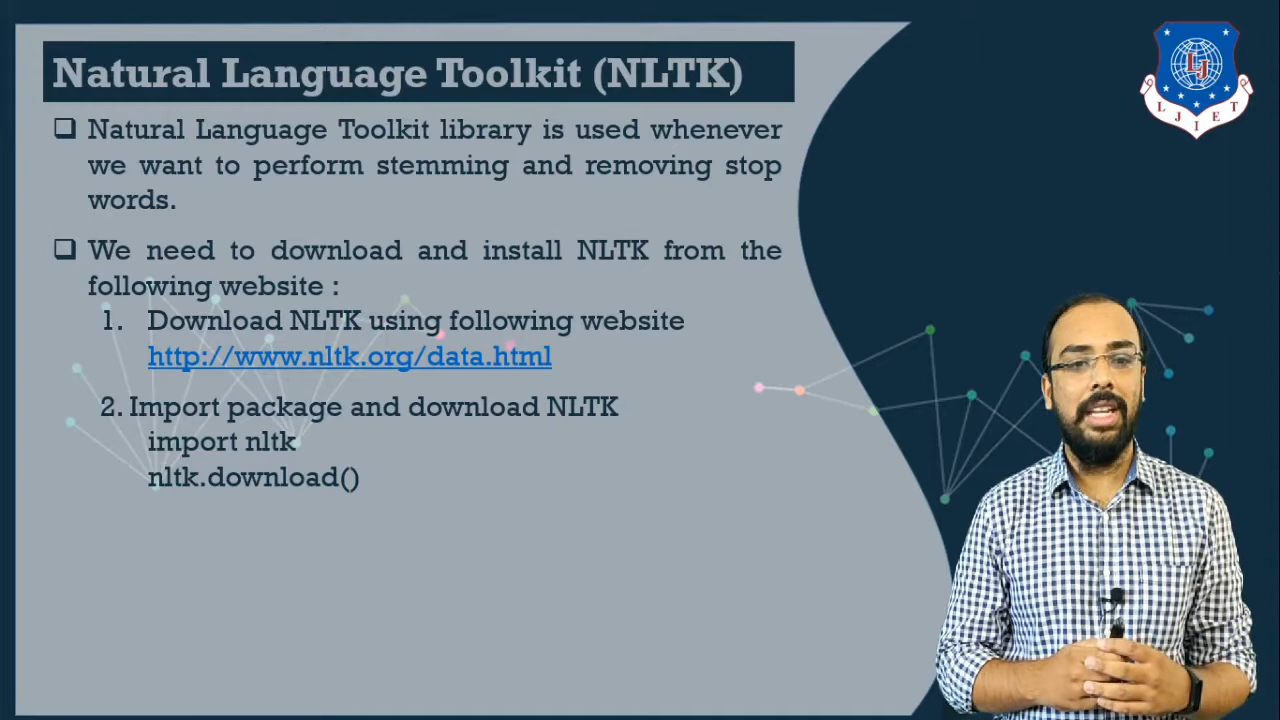 Natural Language Toolkit (NLTK)
Natural Language Toolkit library is used whenever
we want to perform stemming and removing stop
words.
We need to download and install NLTK from the
following website :
1. Download NLTK using following website
http://www.nltk.org/data.html
2. Import package and download NLTK
import nltk
nltk.download()
LJ
LJIET